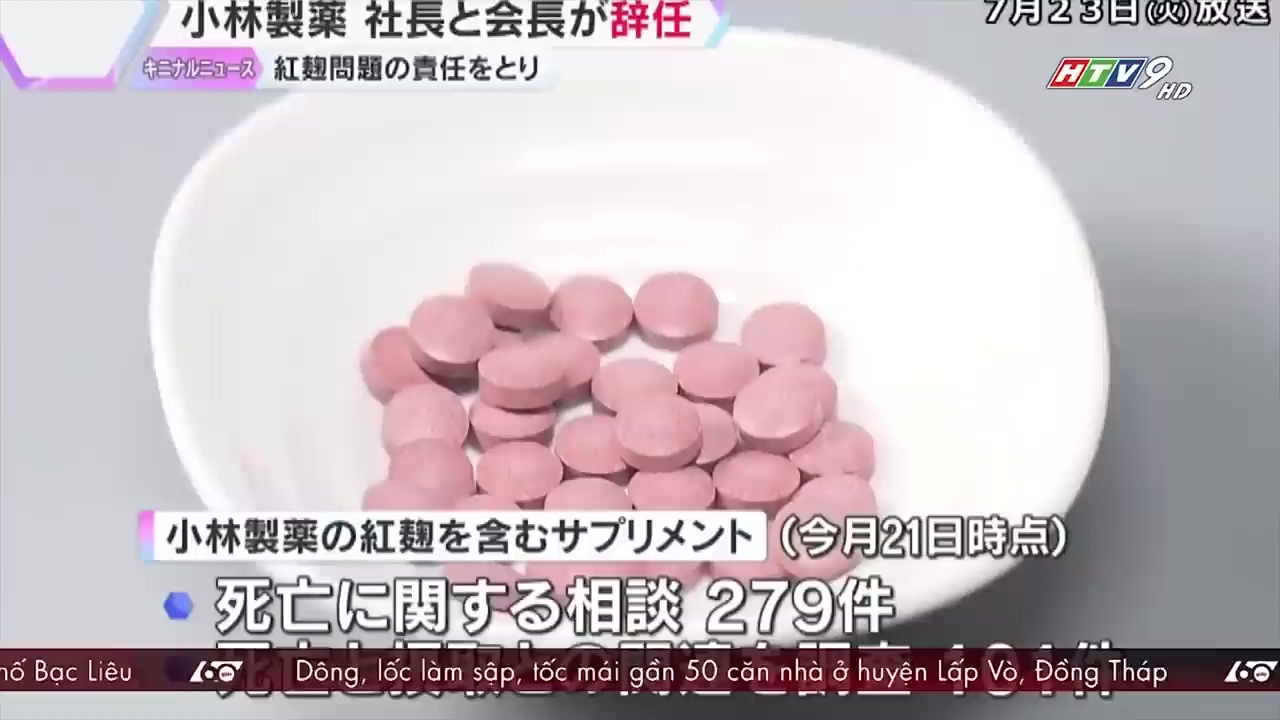 小林製薬 社長と会長が辞任
7月23日(火)放送
キニナルニュース 紅麹問題の責任をとり
HTV9 HD
小林製薬の紅麹を含むサプリメント (今月21日時点)
死亡に関する相談 279件
hố Bạc Liêu 60 Dông, lốc làm sập, tốc mái gần 50 căn nhà ở huyện Lấp Vò, Đồng Tháp 60